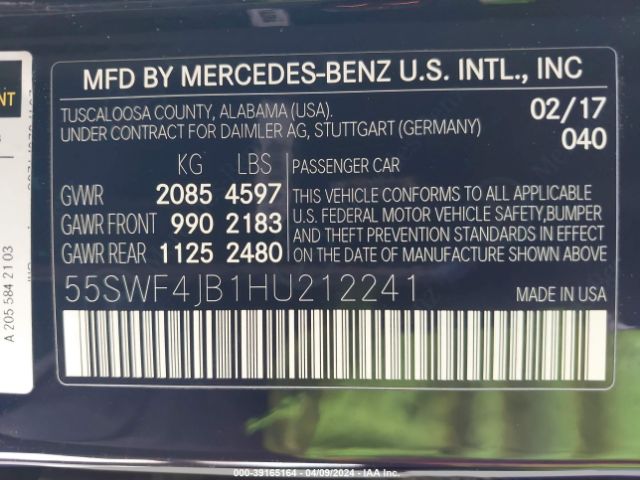 MFD BY MERCEDES-BENZ U.S. INTL., INC
TUSCALOOSA COUNTY, ALABAMA (USA). 02/17
UNDER CONTRACT FOR DAIMLER AG, STUTTGART (GERMANY) 040
KG LBS PASSENGER CAR
GVWR 2085 4597 THIS VEHICLE CONFORMS TO ALL APPLICABLE
GAWR FRONT 990 2183 U.S. FEDERAL MOTOR VEHICLE SAFETY,BUMPER
AND THEFT PREVENTION STANDARDS IN EFFECT
GAWR REAR 1125 2480 ON THE DATE OF MANUFACTURE SHOWN ABOVE
55SWF4JB1HU212241 MADE IN USA
A 205 584 21 03
000-39165164 - 04/09/2024 - IAA Inc.